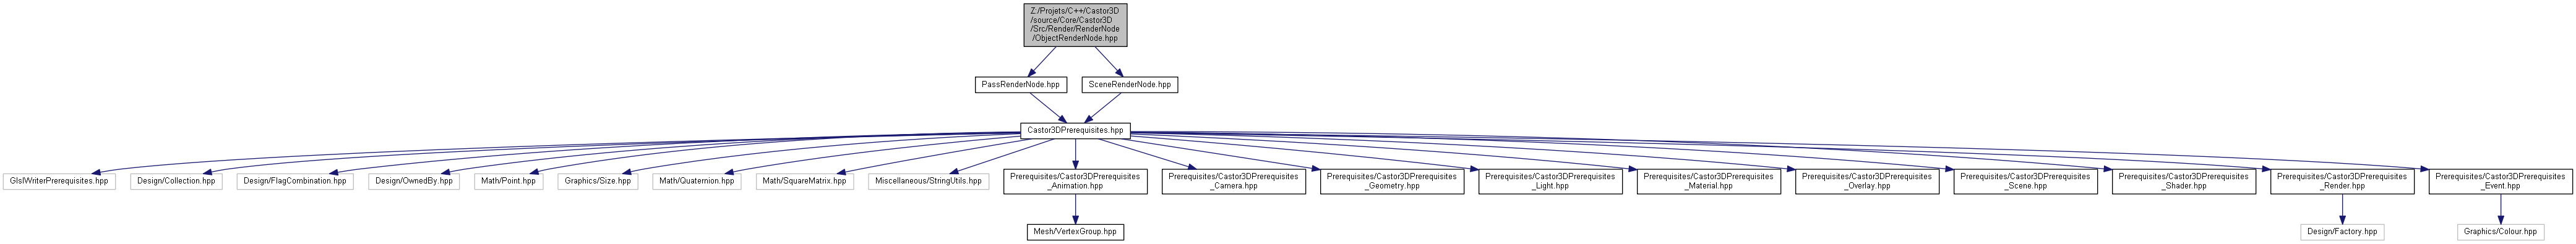 Z:/Projets/C++/Castor3D
/source/Core/Castor3D
/Src/Render/RenderNode
/ObjectRenderNode.hpp
PassRenderNode.hpp
SceneRenderNode.hpp
Castor3DPrerequisites.hpp
GlslWriterPrerequisites.hpp
Design/Collection.hpp
Design/FlagCombination.hpp
Design/OwnedBy.hpp
Math/Point.hpp
Graphics/Size.hpp
Math/Quaternion.hpp
Math/SquareMatrix.hpp
Miscellaneous/StringUtils.hpp
Prerequisites/Castor3DPrerequisites
_Animation.hpp
Prerequisites/Castor3DPrerequisites
_Camera.hpp
Prerequisites/Castor3DPrerequisites
_Geometry.hpp
Prerequisites/Castor3DPrerequisites
_Light.hpp
Prerequisites/Castor3DPrerequisites
_Material.hpp
Prerequisites/Castor3DPrerequisites
_Overlay.hpp
Prerequisites/Castor3DPrerequisites
_Scene.hpp
Prerequisites/Castor3DPrerequisites
_Shader.hpp
Prerequisites/Castor3DPrerequisites
_Render.hpp
Prerequisites/Castor3DPrerequisites
_Event.hpp
Mesh/VertexGroup.hpp
Design/Factory.hpp
Graphics/Colour.hpp